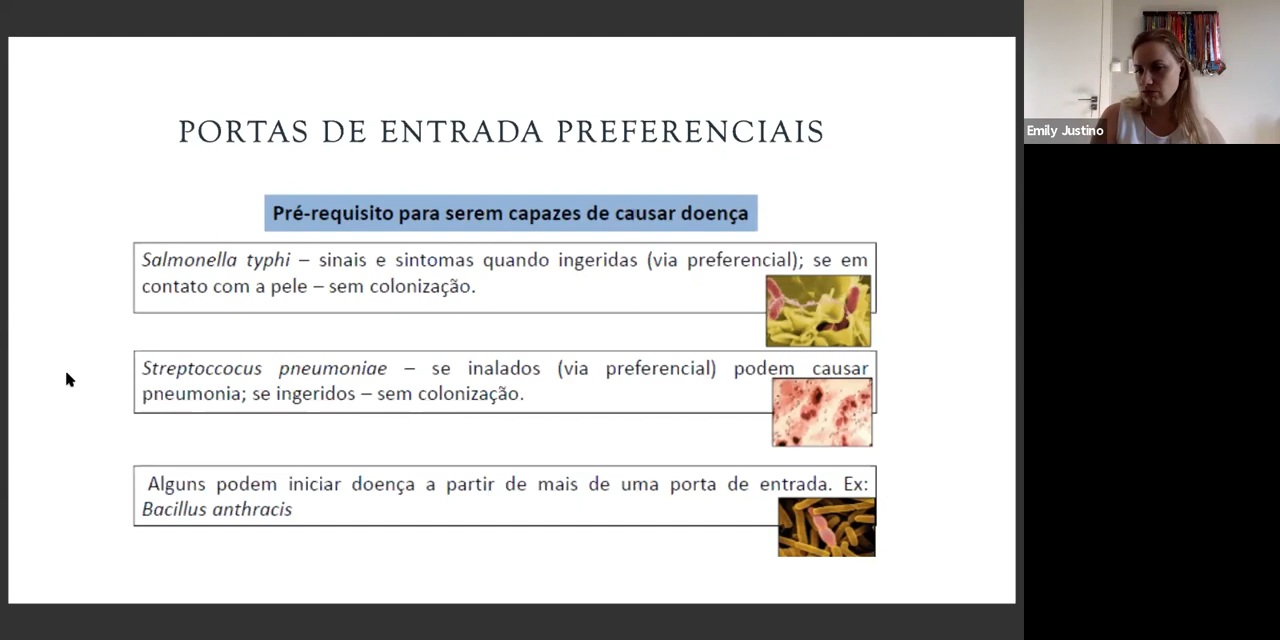 PORTAS DE ENTRADA PREFERENCIAIS
Pré-requisito para serem capazes de causar doença
Salmonella typhi – sinais e sintomas quando ingeridas (via preferencial); se em
contato com a pele – sem colonização.
Streptoccocus pneumoniae – se inalados (via preferencial) podem causar
pneumonia; se ingeridos – sem colonização.
Alguns podem iniciar doença a partir de mais de uma porta de entrada. Ex:
Bacillus anthracis
Emily Justino